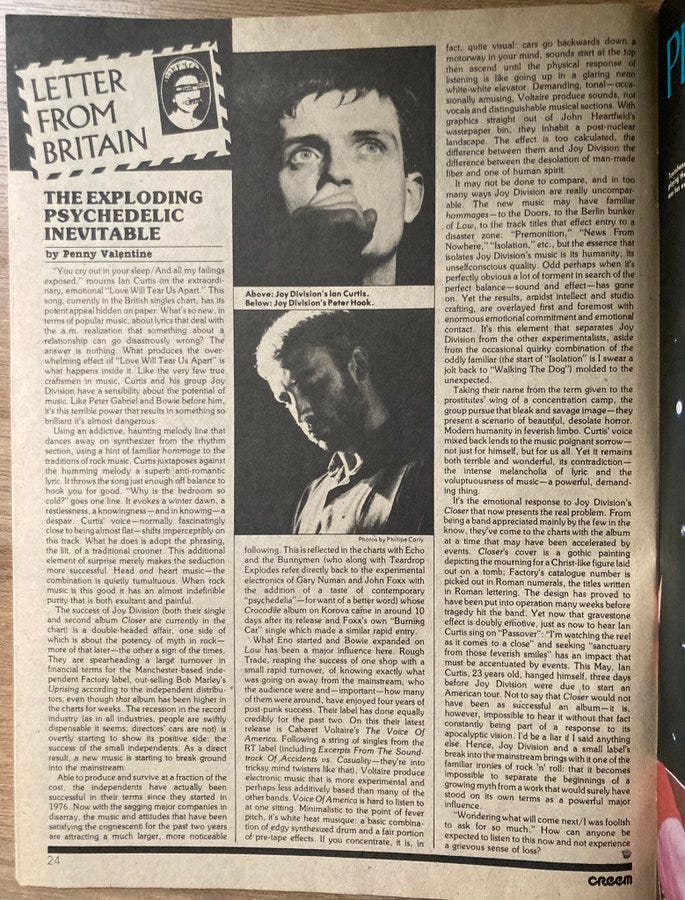 LETTER
FROM
BRITAIN
THE EXPLODING
PSYCHEDELIC
INEVITABLE
by Penny Valentine
"You cry out in your sleep/And all my failings
exposed," mourns Ian Curtis on the extraordi-
nary, emotional "Love Will Tear Us Apart." This
song, currently in the British singles chart, has its
potent appeal hidden on paper. What's so new, in
terms of popular music, about lyrics that deal with
the a.m. realization that something about a
relationship can go disastrously wrong? The
answer is nothing. What produces the over-
whelming effect of "Love Will Tear Us Apart" is
what happens inside it. Like the very few true
craftsmen in music, Curtis and his group Joy
Division have a sensibility about the potential of
music. Like Peter Gabriel and Bowie before him,
it's this terrible power that results in something so
brilliant it's almost dangerous.
Using an addictive, haunting melody line that
dances away on synthesizer from the rhythm
section, using a hint of familiar hommage to the
traditions of rock music, Curtis juxtaposes against
the humming melody a superb anti-romantic
lyric. It throws the song just enough off balance to
hook you for good. "Why is the bedroom so
cold?" goes one line. It evokes a winter dawn, a
restlessness, a knowingness—and in knowing—a
despair. Curtis' voice—normally fascinatingly
close to being almost flat—shifts imperceptibly on
this track. What he does is adopt the phrasing,
the lilt, of a traditional crooner. This additional
element of surprise merely makes the seduction
more successful. Head and heart music—the
combination is quietly tumultuous. When rock
music is this good it has an almost indefinable
purity that is both exultant and painful.
The success of Joy Division (both their single
and second album Closer are currently in the
chart) is a double-headed affair, one side of
which is about the potency of myth in rock—
more of that later—the other a sign of the times.
They are spearheading a large turnover in
financial terms for the Manchester-based inde-
pendent Factory label, out-selling Bob Marley's
Uprising according to the independent distribu-
tors, even though that album has been higher in
the charts for weeks. The recession in the record
industry (as in all industries, people are swiftly
dispensable it seems; directors' cars are not) is
overtly starting to show its positive side: the
success of the small independents. As a direct
result, a new music is starting to break ground
into the mainstream.
Able to produce and survive at a fraction of the
cost, the independents have actually been
successful in their terms since they started in
1976. Now with the sagging major companies in
disarray, the music and attitudes that have been
satisfying the cognescenti for the past two years
are attracting a much larger, more noticeable
24
Above: Joy Division's Ian Curtis.
Below: Joy Division's Peter Hook.
Photos by Philipe Carly
following. This is reflected in the charts with Echo
and the Bunnymen (who along with Teardrop
Explodes refer directly back to the experimental
electronics of Gary Numan and John Foxx with
the addition of a taste of contemporary
"psychedelia"—for want of a better word) whose
Crocodile album on Korova came in around 10
days after its release and Foxx's own "Burning
Car" single which made a similar rapid entry.
What Eno started and Bowie expanded on
Low has been a major influence here. Rough
Trade, reaping the success of one shop with a
small rapid turnover, of knowing exactly what
was going on away from the mainstream, who
the audience were and—important—how many
of them were around, have enjoyed four years of
post-punk success. Their label has done equally
credibly for the past two. On this their latest
release is Cabaret Voltaire's The Voice Of
America. Following a string of singles from the
RT label (including Excerpts From The Sound-
track Of Accidents vs. Casuality—they're into
tricksy mind twisters like that), Voltaire produce
electronic music that is more experimental and
perhaps less additively based than many of the
other bands. Voice Of America is hard to listen to
at one sitting. Minimalistic to the point of fever
pitch, it's white heat musique: a basic combina-
tion of edgy synthesized drum and a fair portion
of pre-tape effects. If you concentrate, it is, in
fact, quite visual: cars go backwards down a
motorway in your mind, sounds start at the top
then ascend until the physical response of
listening is like going up in a glaring neon
white-white elevator. Demanding, tonal—occa-
sionally amusing, Voltaire produce sounds, not
vocals and distinguishable musical sections. With
graphics straight out of John Heartfield's
wastepaper bin, they inhabit a post-nuclear
landscape. The effect is too calculated, the
difference between them and Joy Division the
difference between the desolation of man-made
fiber and one of human spirit.
It may not be done to compare, and in too
many ways Joy Division are really uncompar-
able. The new music may have familiar
hommages—to the Doors, to the Berlin bunker
of Low, to the track titles that effect entry to a
disaster zone: "Premonition," "News From
Nowhere," "Isolation," etc., but the essence that
isolates Joy Division's music is its humanity; its
unselfconscious quality. Odd perhaps when it's
perfectly obvious a lot of torment in search of the
perfect balance—sound and effect—has gone
on. Yet the results, amidst intellect and studio
crafting, are overlayed first and foremost with
enormous emotional commitment and emotional
contact. It's this element that separates Joy
Division from the other experimentalists, aside
from the occasional quirky combination of the
oddly familiar (the start of "Isolation" is I swear a
jolt back to "Walking The Dog") molded to the
unexpected.
Taking their name from the term given to the
prostitutes' wing of a concentration camp, the
group pursue that bleak and savage image—they
present a scenario of beautiful, desolate horror.
Modern humanity in feverish limbo. Curtis' voice
mixed back lends to the music poignant sorrow—
not just for himself, but for us all. Yet it remains
both terrible and wonderful, its contradiction—
the intense melancholia of lyric and the
voluptuousness of music—a powerful, demand-
ing thing.
It's the emotional response to Joy Division's
Closer that now presents the real problem. From
being a band appreciated mainly by the few in the
know, they've come to the charts with the album
at a time that may have been accelerated by
events. Closer's cover is a gothic painting
depicting the mourning for a Christ-like figure laid
out on a tomb; Factory's catalogue number is
picked out in Roman numerals, the titles written
in Roman lettering. The design has proved to
have been put into operation many weeks before
tragedy hit the band. Yet now that gravestone
effect is doubly emotive, just as now to hear Ian
Curtis sing on "Passover": "I'm watching the reel
as it comes to a close" and seeking "sanctuary
from those feverish smiles" has an impact that
must be accentuated by events. This May, Ian
Curtis, 23 years old, hanged himself, three days
before Joy Division were due to start an
American tour. Not to say that Closer would not
have been as successful an album—it is,
however, impossible to hear it without that fact
constantly being part of a response to its
apocalyptic vision. I'd be a liar if I said anything
else. Hence, Joy Division and a small label's
break into the mainstream brings with it one of the
familiar ironies of rock 'n' roll: that it becomes
impossible to separate the beginnings of a
growing myth from a work that would surely have
stood on its own terms as a powerful major
influence.
"Wondering what will come next/I was foolish
to ask for so much." How can anyone be
expected to listen to this now and not experience
a grievous sense of loss?
CREEM